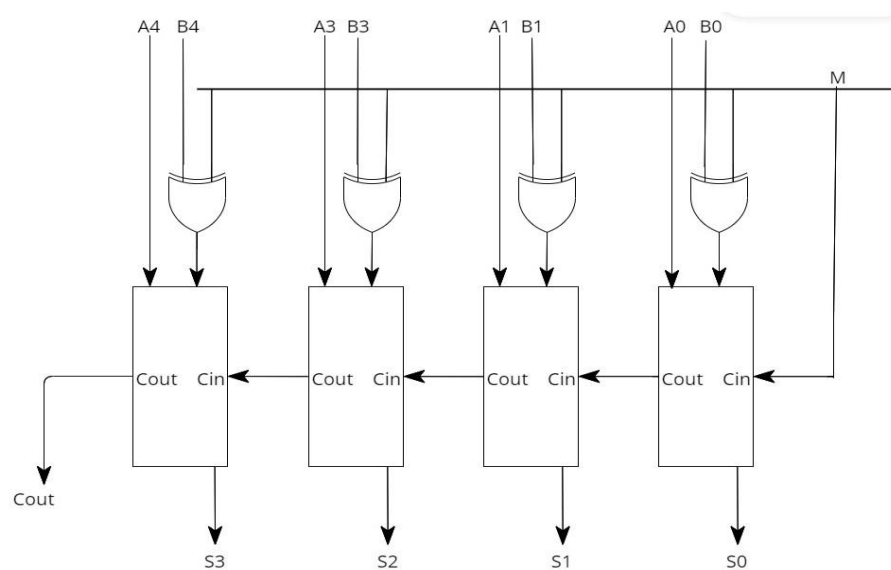 A4 B4 A3 B3 A1 B1 A0 B0
M
Cout Cin Cout Cin Cout Cin Cout Cin
Cout
S3 S2 S1 S0